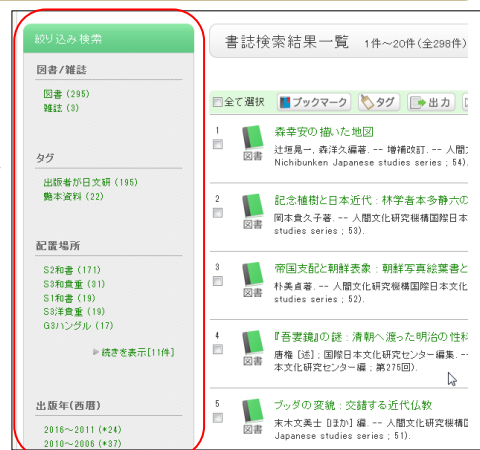 絞り込み検索
図書/雑誌
図書 (295)
雑誌 (3)
タグ
出版者が日文研 (195)
艶本資料 (22)
配置場所
S2和書 (171)
S3和貴重 (31)
S1和書 (19)
S3洋貴重 (19)
G3ハングル (17)
続きを表示[11件]
出版年(西暦)
2016～2011 (*24)
2010～2006 (*37)
書誌検索結果一覧 1件～20件(全298件)
全て選択 ブックマーク タグ 出力
1 図書 森幸安の描いた地図
辻垣晃一, 森洋久編著. -- 増補改訂. -- 人間
Nichibunken Japanese studies series ; 54).
2 図書 記念植樹と日本近代 : 林学者本多静六の
岡本貴久子著. -- 人間文化研究機構国際日本
studies series ; 53).
3 図書 帝国支配と朝鮮表象 : 朝鮮写真絵葉書と
朴美貞著. -- 人間文化研究機構国際日本文化
studies series ; 52).
4 図書 『吾妻鏡』の謎 : 清朝へ渡った明治の性科
唐権 [述] ; 国際日本文化研究センター編集. --
本文化研究センター編 ; 第275回).
5 図書 ブッダの変貌 : 交錯する近代仏教
末木文美士 [ほか] 編. -- 人間文化研究機構
Japanese studies series ; 51).